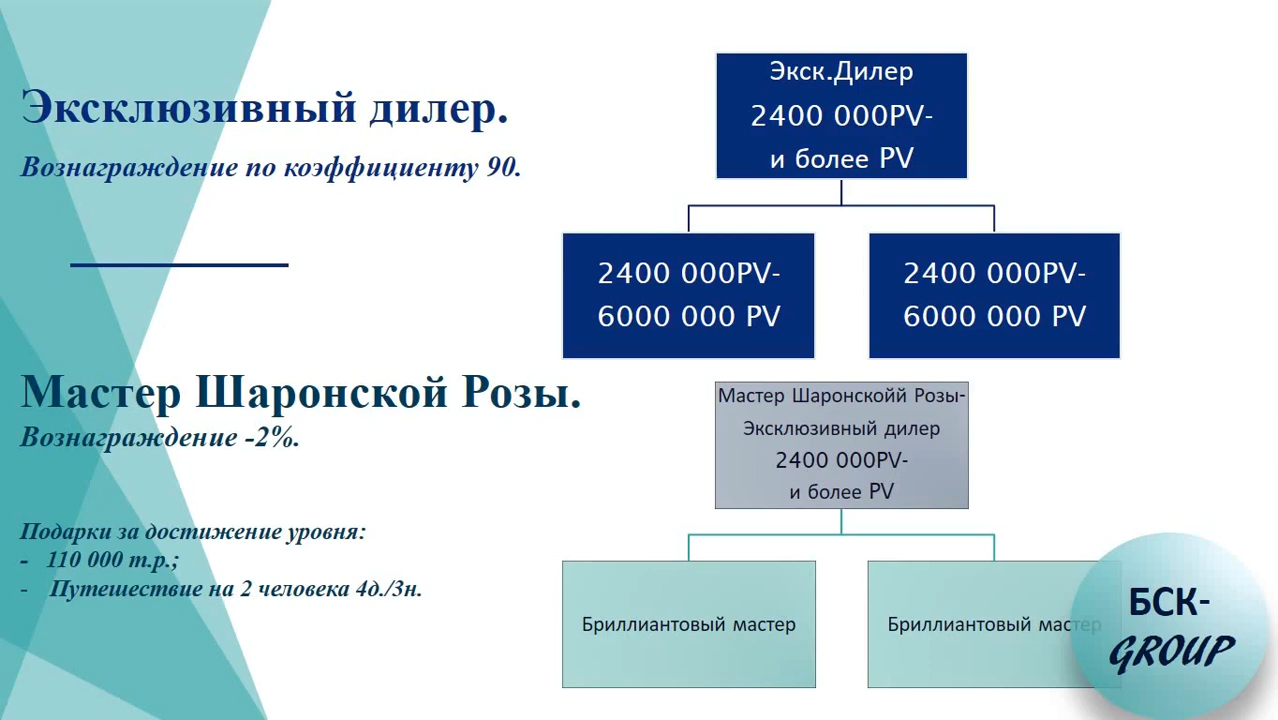 Эксклюзивный дилер.
Вознаграждение по коэффициенту 90.
Экск.Дилер
2400 000PV-
и более PV
2400 000PV-
6000 000 PV
2400 000PV-
6000 000 PV
Мастер Шаронской Розы.
Вознаграждение -2%.
Подарки за достижение уровня:
- 110 000 т.р.;
- Путешествие на 2 человека 4д./3н.
Мастер Шаронскойй Розы-
Эксклюзивный дилер
2400 000PV-
и более PV
Бриллиантовый мастер
Бриллиантовый мастер
БСК-
GROUP